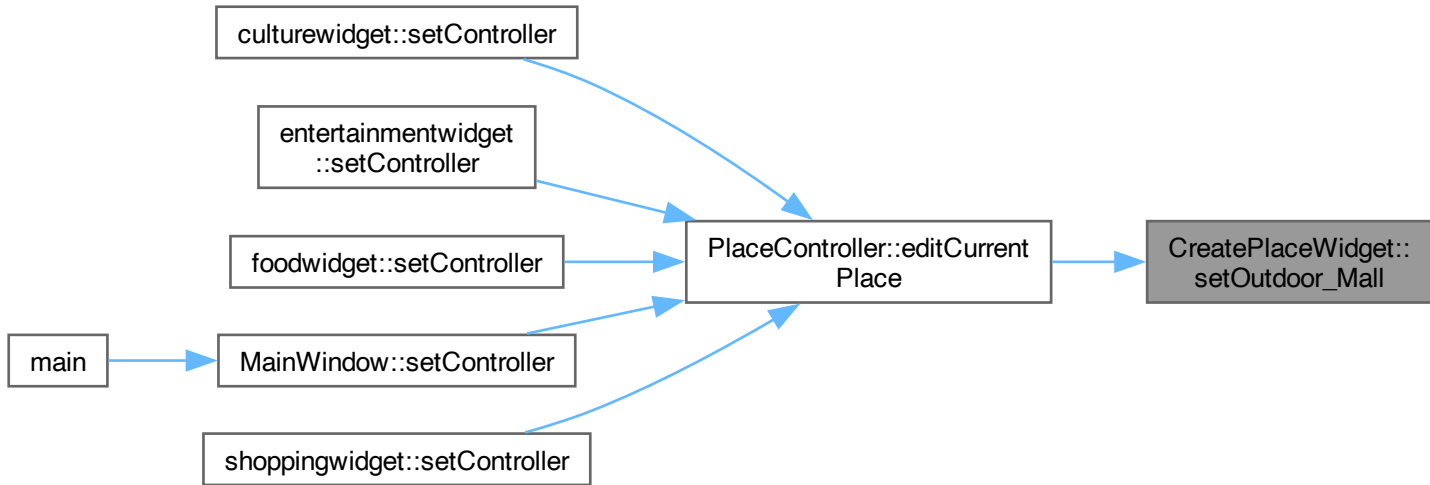 culturewidget::setController
entertainmentwidget
::setController
foodwidget::setController
main
MainWindow::setController
shoppingwidget::setController
PlaceController::editCurrent
Place
CreatePlaceWidget::
setOutdoor_Mall